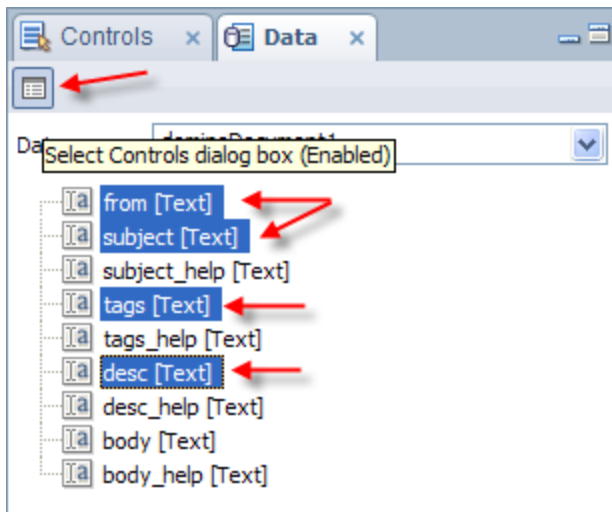 Controls Data
Da
Select Controls dialog box (Enabled)
from [Text]
subject [Text]
subject_help [Text]
tags [Text]
tags_help [Text]
desc [Text]
desc_help [Text]
body [Text]
body_help [Text]